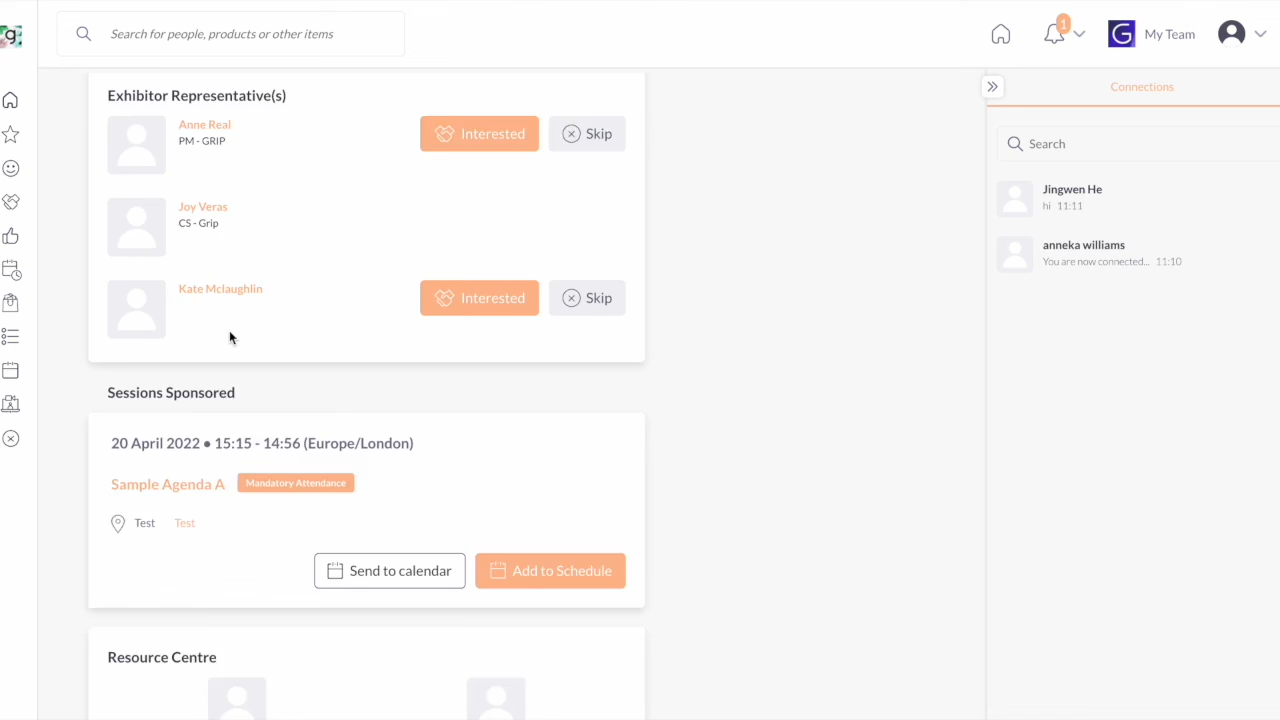 g
Search for people, products or other items
1
G
My Team
Exhibitor Representative(s)
Anne Real
PM - GRIP
Interested
Skip
Joy Veras
CS - Grip
Kate Mclaughlin
Interested
Skip
Sessions Sponsored
20 April 2022 • 15:15 - 14:56 (Europe/London)
Sample Agenda A
Mandatory Attendance
Test Test
Send to calendar
Add to Schedule
Resource Centre
Connections
Search
Jingwen He
hi 11:11
anneka williams
You are now connected... 11:10